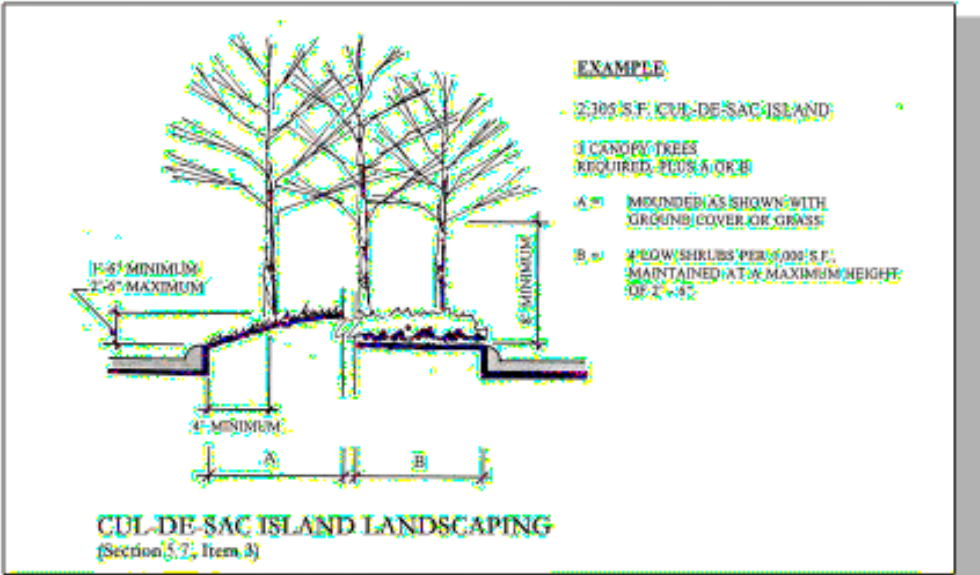 EXAMPLE
2,305 S.F. CUL-DE-SAC ISLAND
3 CANOPY TREES
REQUIRED, PLUS A OR B
A = MOUNDED AS SHOWN WITH
GROUND COVER OR GRASS
B = 4 LOW SHRUBS PER 1,000 S.F.,
MAINTAINED AT A MAXIMUM HEIGHT
OF 2' - 6"
1'-6" MINIMUM
2'-6" MAXIMUM
MINIMUM
4' MINIMUM
A
B
CUL-DE-SAC ISLAND LANDSCAPING
(Section 5.7, Item 3)